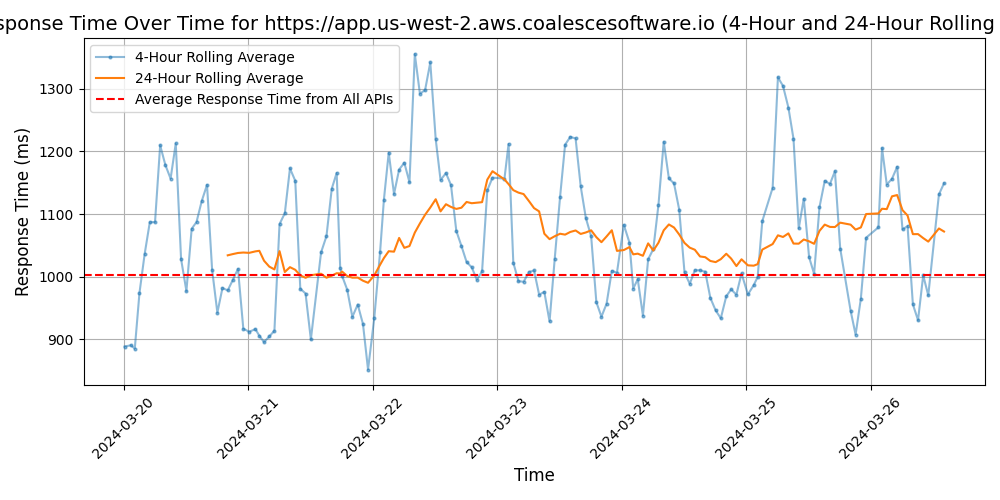 sponse Time Over Time for https://app.us-west-2.aws.coalescesoftware.io (4-Hour and 24-Hour Rolling
4-Hour Rolling Average
24-Hour Rolling Average
Average Response Time from All APIs
Response Time (ms)
1300
1200
1100
1000
900
2024-03-20
2024-03-21
2024-03-22
2024-03-23
2024-03-24
2024-03-25
2024-03-26
Time